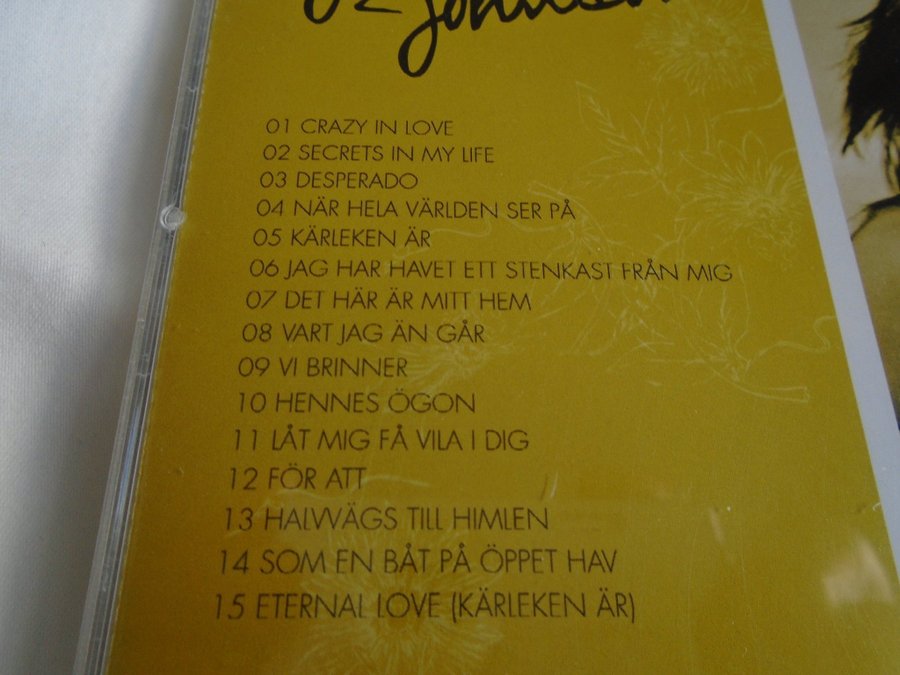 01 CRAZY IN LOVE
02 SECRETS IN MY LIFE
03 DESPERADO
04 NÄR HELA VÄRLDEN SER PÅ
05 KÄRLEKEN ÄR
06 JAG HAR HAVET ETT STENKAST FRÅN MIG
07 DET HÄR ÄR MITT HEM
08 VART JAG ÄN GÅR
09 VI BRINNER
10 HENNES ÖGON
11 LÅT MIG FÅ VILA I DIG
12 FÖR ATT
13 HALVVÄGS TILL HIMLEN
14 SOM EN BÅT PÅ ÖPPET HAV
15 ETERNAL LOVE (KÄRLEKEN ÄR)